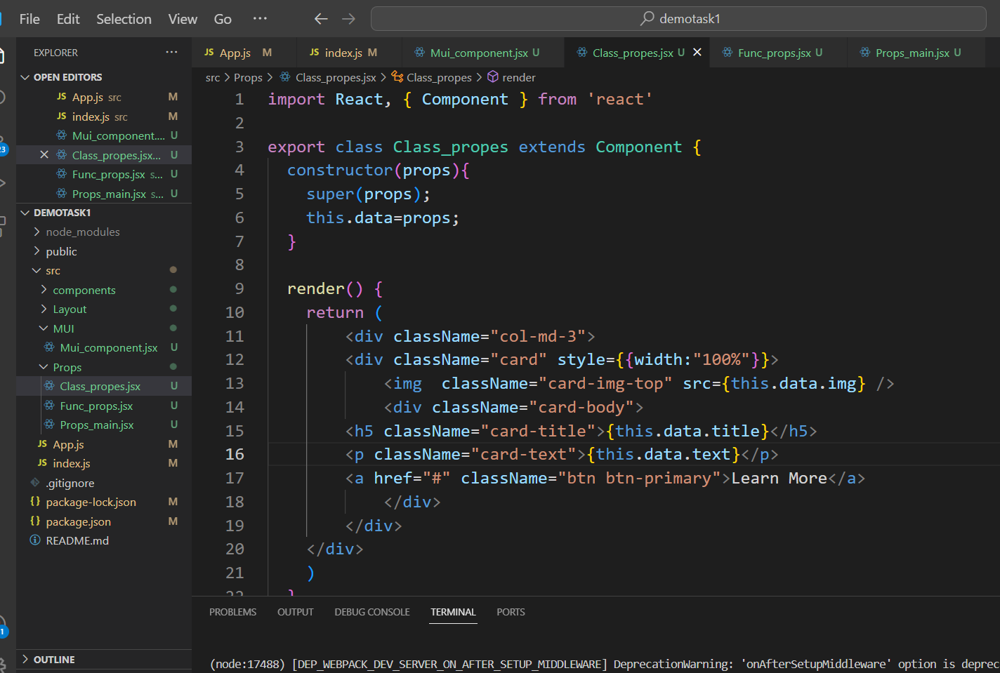 File Edit Selection View Go ··· ← → demotask1
EXPLORER ···
OPEN EDITORS
JS App.js src M
JS index.js src M
Mui_component.... U
Class_propes.jsx... U
Func_props.jsx s... U
Props_main.jsx s... U
DEMOTASK1
node_modules
public
src
components
Layout
MUI
Mui_component.jsx U
Props
Class_propes.jsx U
Func_props.jsx U
Props_main.jsx U
JS App.js M
JS index.js M
.gitignore
{} package-lock.json M
{} package.json M
README.md
OUTLINE
23
1
JS App.js M JS index.js M Mui_component.jsx U Class_propes.jsx U Func_props.jsx U Props_main.jsx U
src > Props > Class_propes.jsx > Class_propes > render
1 import React, { Component } from 'react'
2
3 export class Class_propes extends Component {
4 constructor(props){
5 super(props);
6 this.data=props;
7 }
8
9 render() {
10 return (
11 <div className="col-md-3">
12 <div className="card" style={{width:"100%"}}>
13 <img  className="card-img-top" src={this.data.img} />
14 <div className="card-body">
15 <h5 className="card-title">{this.data.title}</h5>
16 <p className="card-text">{this.data.text}</p>
17 <a href="#" className="btn btn-primary">Learn More</a>
18 </div>
19 </div>
20 </div>
21 )
22 }
PROBLEMS OUTPUT DEBUG CONSOLE TERMINAL PORTS
(node:17488) [DEP_WEBPACK_DEV_SERVER_ON_AFTER_SETUP_MIDDLEWARE] DeprecationWarning: 'onAfterSetupMiddleware' option is deprec